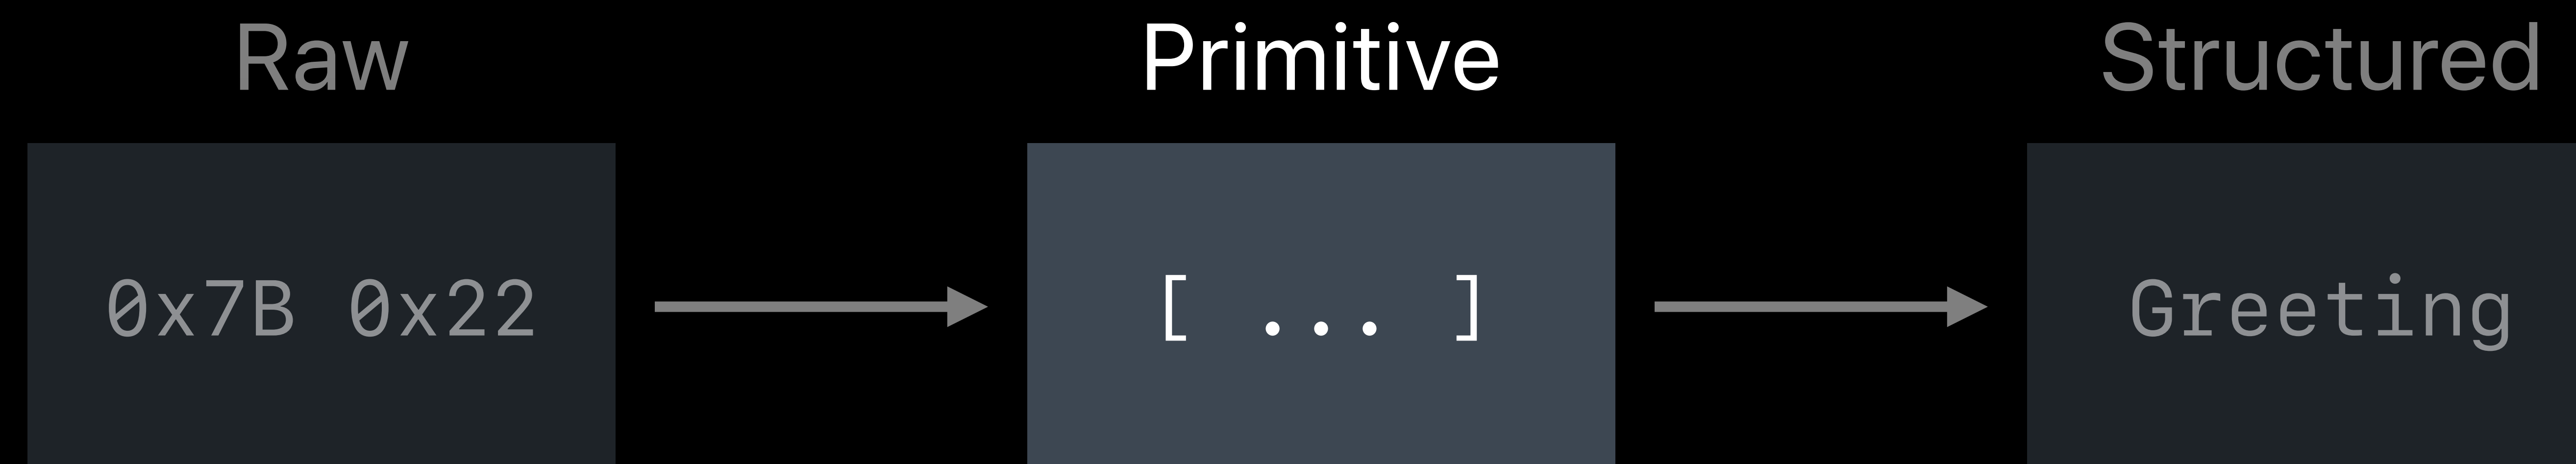 Raw
Primitive
Structured
0x7B 0x22
[ ... ]
Greeting